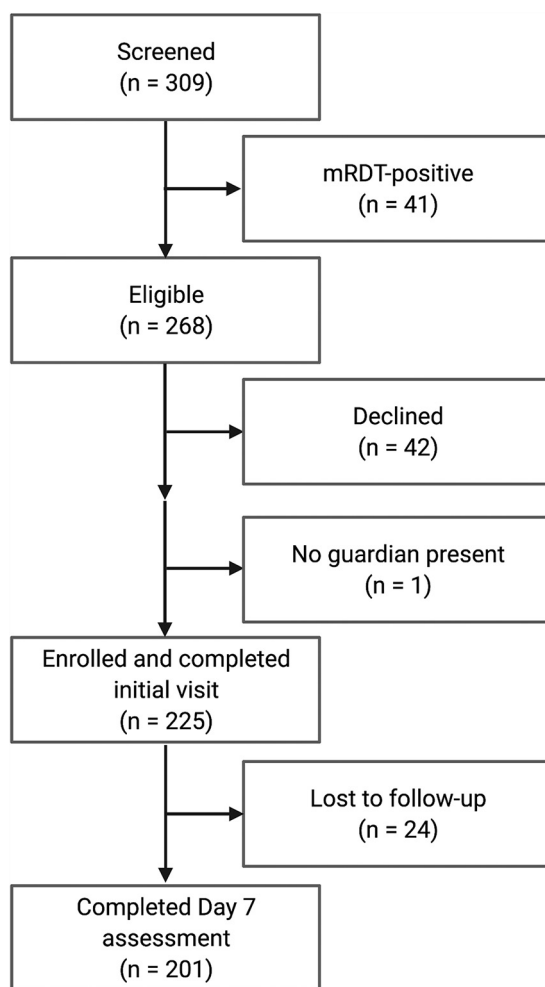 Screened
(n = 309)
mRDT-positive
(n = 41)
Eligible
(n = 268)
Declined
(n = 42)
No guardian present
(n = 1)
Enrolled and completed
initial visit
(n = 225)
Lost to follow-up
(n = 24)
Completed Day 7
assessment
(n = 201)